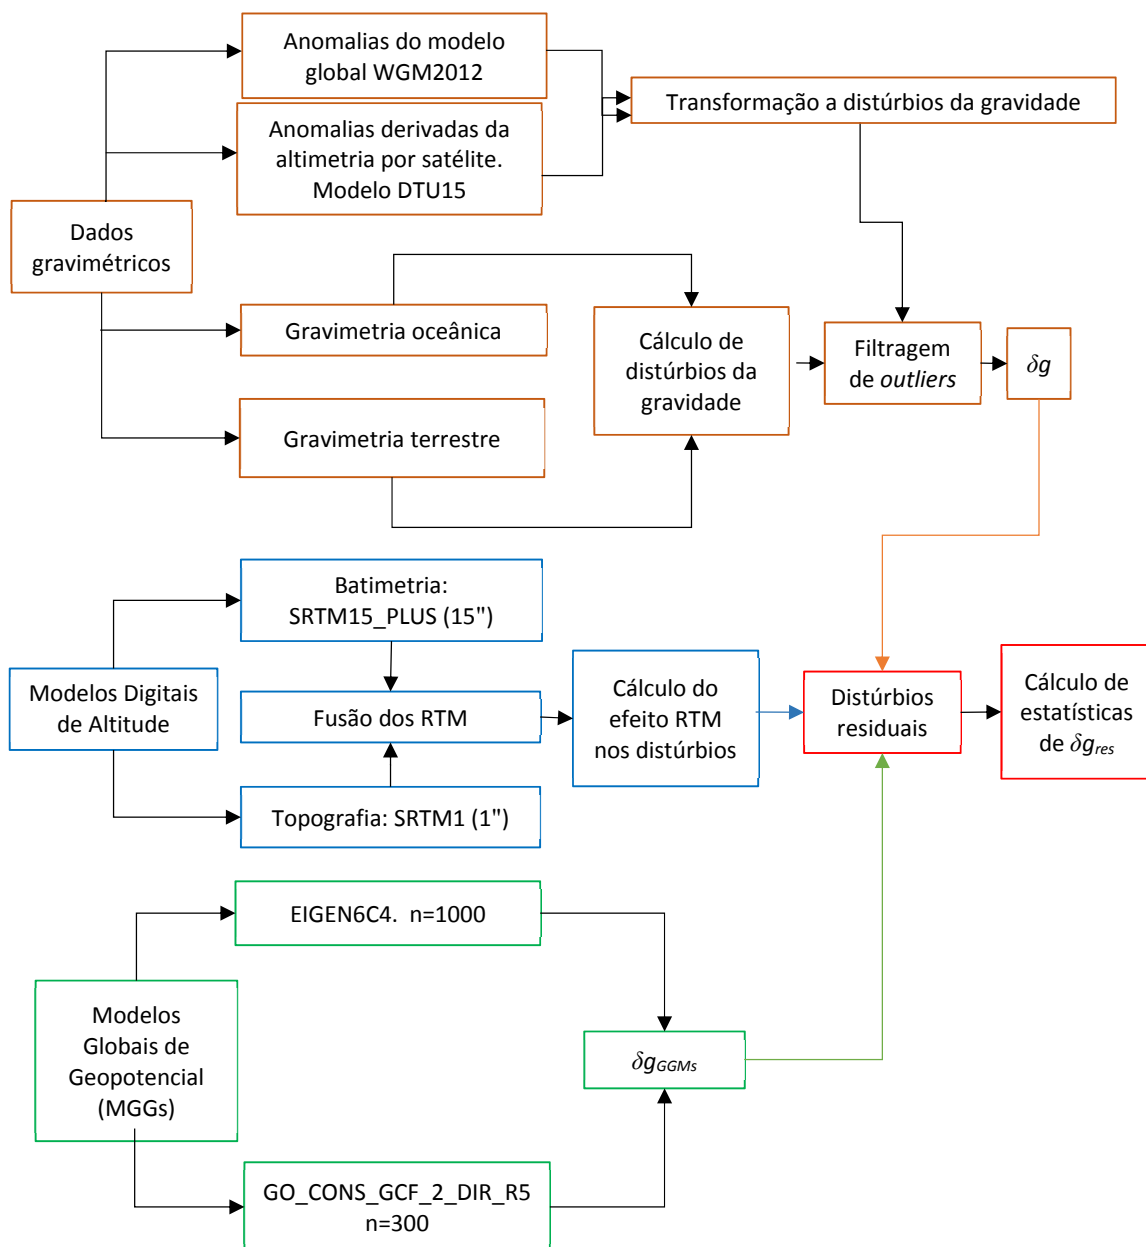 Anomalias do modelo
global WGM2012
Transformação a distúrbios da gravidade
Anomalias derivadas da
altimetria por satélite.
Modelo DTU15
Dados
gravimétricos
Gravimetria oceânica
Cálculo de
distúrbios da
gravidade
Filtragem
de outliers
δg
Gravimetria terrestre
Batimetria:
SRTM15_PLUS (15")
Modelos Digitais
de Altitude
Fusão dos RTM
Cálculo do
efeito RTM
nos distúrbios
Distúrbios
residuais
Cálculo de
estatísticas
de δgres
Topografia: SRTM1 (1")
EIGEN6C4. n=1000
Modelos
Globais de
Geopotencial
(MGGs)
δgGGMs
GO_CONS_GCF_2_DIR_R5
n=300